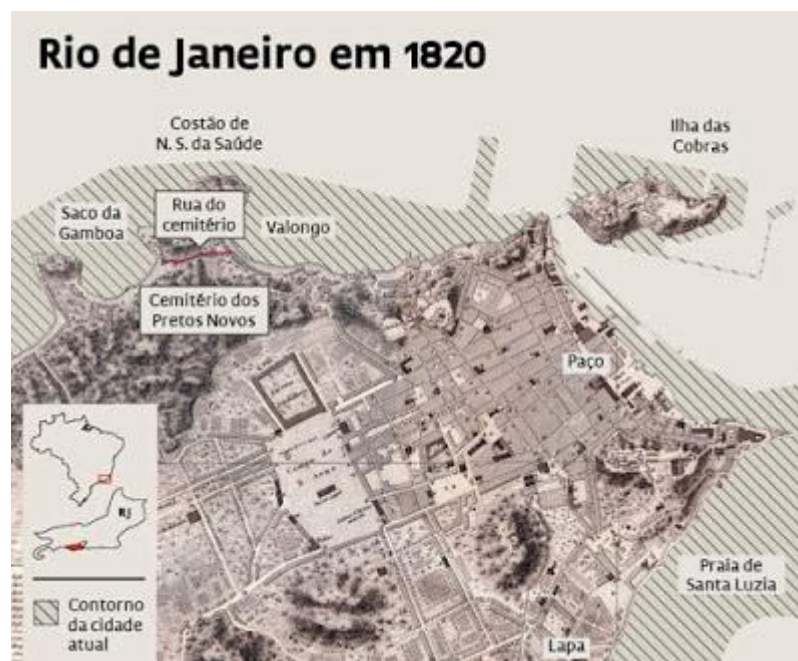 Rio de Janeiro em 1820
Costão de
N. S. da Saúde
Ilha das
Cobras
Saco da
Gamboa
Rua do
cemitério
Valongo
Cemitério dos
Pretos Novos
Paço
RJ
Praia de
Santa Luzia
Contorno
da cidade
atual
Lapa